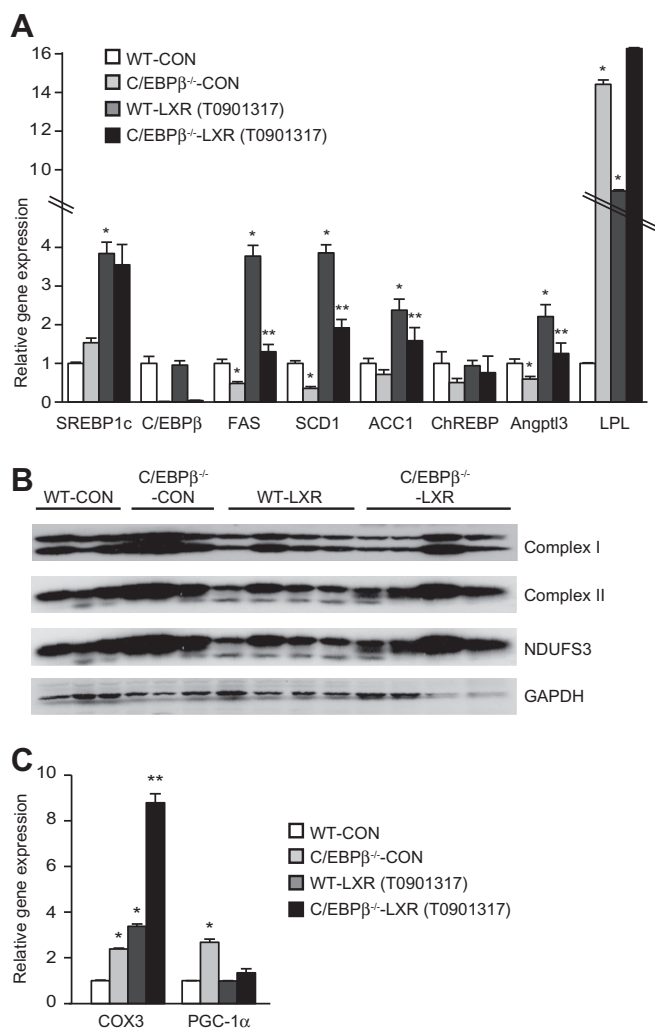 A
WT-CON
C/EBPβ-/--CON
WT-LXR (T0901317)
C/EBPβ-/--LXR (T0901317)
Relative gene expression
16
14
12
10
4
3
2
1
0
* * * * * * * ** * * ** * ** * * **
SREBP1c C/EBPβ FAS SCD1 ACC1 ChREBP Angptl3 LPL
B
WT-CON C/EBPβ-/- -CON WT-LXR C/EBPβ-/- -LXR
Complex I
Complex II
NDUFS3
GAPDH
C
Relative gene expression
10
8
6
4
2
0
* * ** *
COX3 PGC-1α
WT-CON
C/EBPβ-/--CON
WT-LXR (T0901317)
C/EBPβ-/--LXR (T0901317)